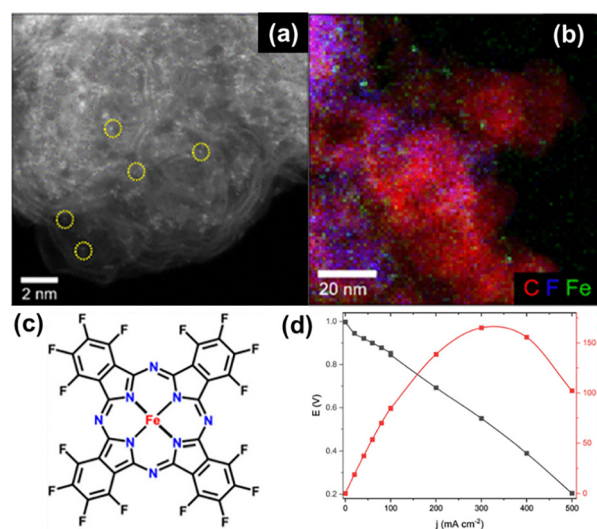 (a)
2 nm
(b)
20 nm
C F Fe
(c)
F F F F
F F
N
F F
N N
N Fe N
N N
F F
N
F F
F F F F
(d)
1.0
0.8
0.6
0.4
0.2
E (V)
150
100
50
0
0 100 200 300 400 500
j (mA cm⁻²)